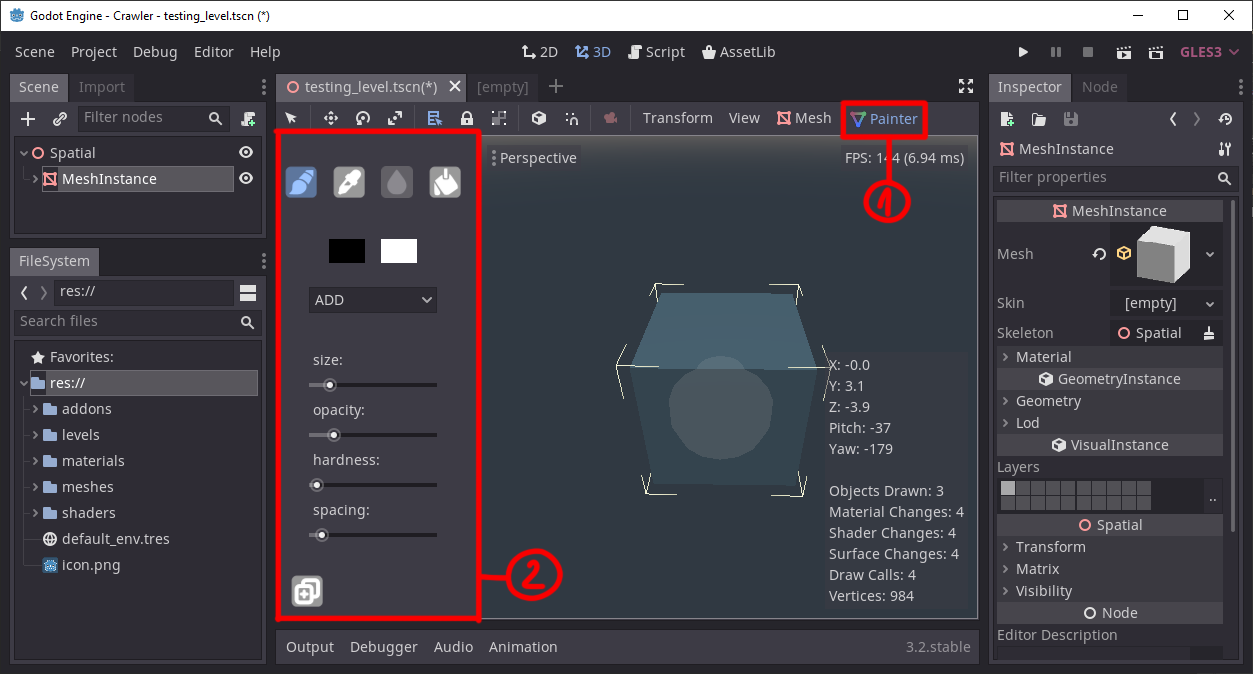 Godot Engine - Crawler - testing_level.tscn (*)
Scene Project Debug Editor Help
2D 3D Script AssetLib
GLES3
Scene Import
Filter nodes
Spatial
MeshInstance
FileSystem
res://
Search files
Favorites:
res://
addons
levels
materials
meshes
shaders
default_env.tres
icon.png
testing_level.tscn(*) [empty]
Transform View Mesh Painter
1
Perspective
FPS: 144 (6.94 ms)
ADD
size:
opacity:
hardness:
spacing:
2
X: -0.0
Y: 3.1
Z: -3.9
Pitch: -37
Yaw: -179
Objects Drawn: 3
Material Changes: 4
Shader Changes: 4
Surface Changes: 4
Draw Calls: 4
Vertices: 984
Output Debugger Audio Animation
3.2.stable
Inspector Node
MeshInstance
Filter properties
MeshInstance
Mesh
Skin [empty]
Skeleton Spatial
Material
GeometryInstance
Geometry
Lod
VisualInstance
Layers
..
Spatial
Transform
Matrix
Visibility
Node
Editor Description